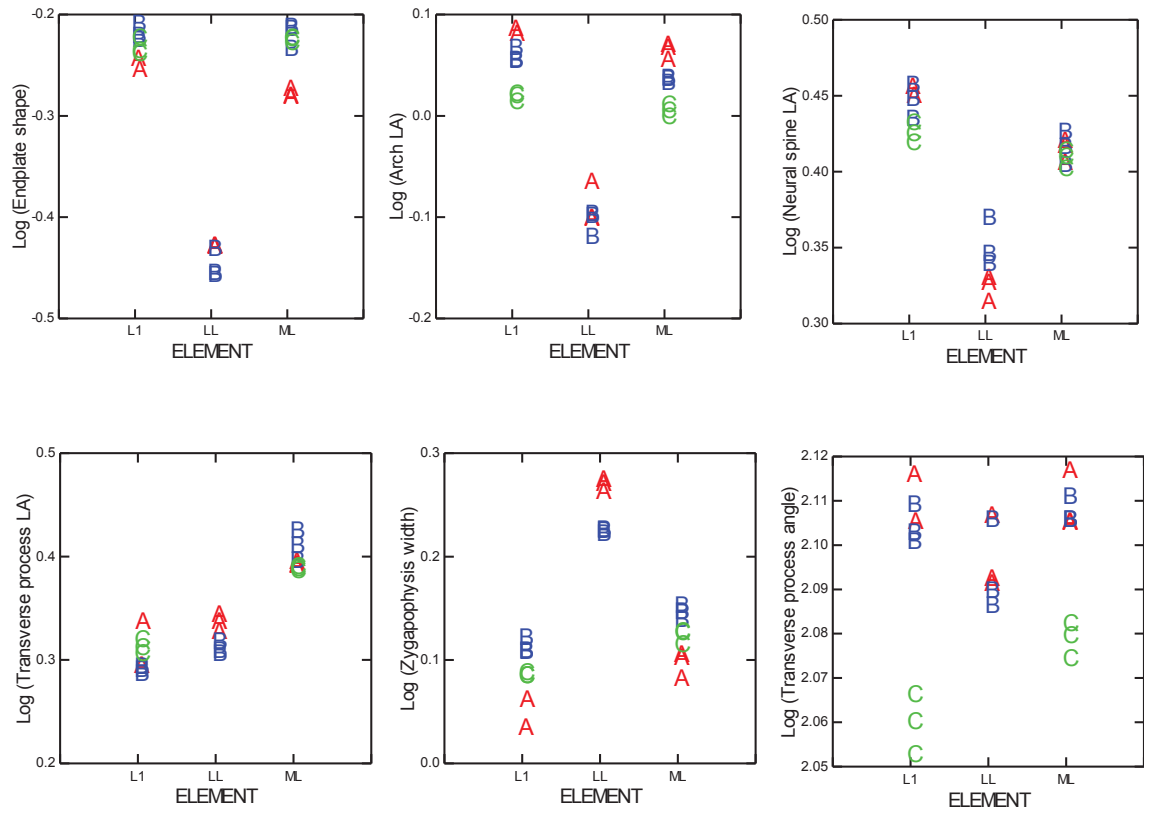 -0.2
-0.3
-0.4
-0.5
Log (Endplate shape)
L1 LL ML
ELEMENT
0.1
0.0
-0.1
-0.2
Log (Arch LA)
L1 LL ML
ELEMENT
0.50
0.45
0.40
0.35
0.30
Log (Neural spine LA)
L1 LL ML
ELEMENT
0.5
0.4
0.3
0.2
Log (Transverse process LA)
L1 LL ML
ELEMENT
0.3
0.2
0.1
0.0
Log (Zygapophysis width)
L1 LL ML
ELEMENT
2.12
2.11
2.10
2.09
2.08
2.07
2.06
2.05
Log (Transverse process angle)
L1 LL ML
ELEMENT